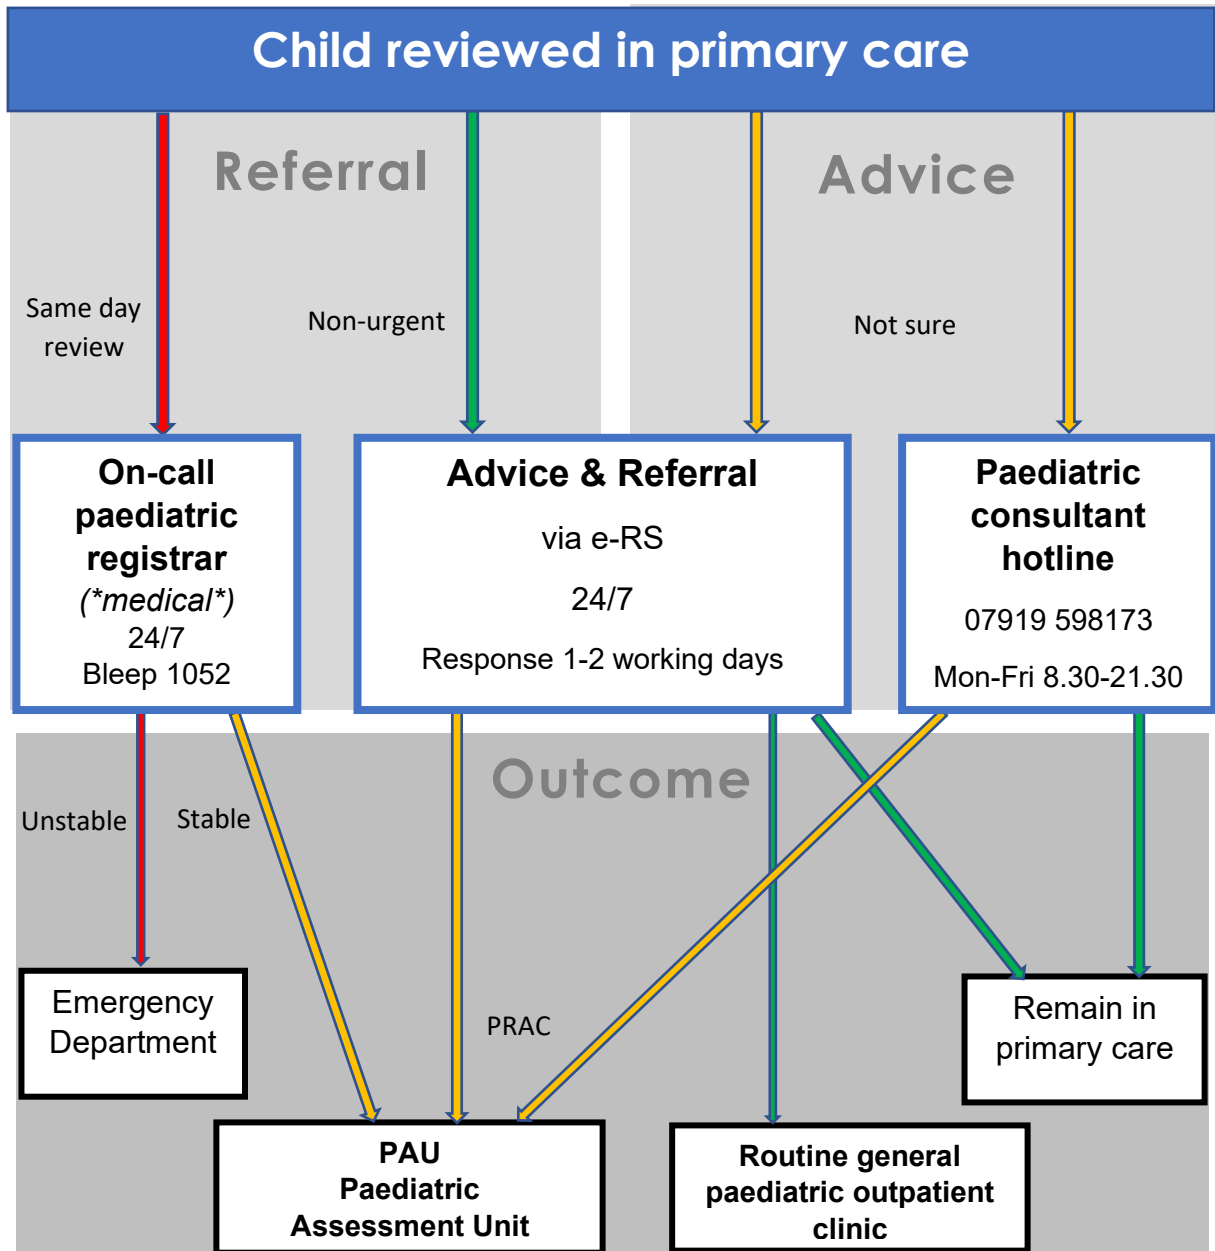 Child reviewed in primary care
Referral
Advice
Same day
review
Non-urgent
Not sure
On-call
paediatric
registrar
(*medical*)
24/7
Bleep 1052
Advice & Referral
via e-RS
24/7
Response 1-2 working days
Paediatric
consultant
hotline
07919 598173
Mon-Fri 8.30-21.30
Outcome
Unstable
Stable
PRAC
Emergency
Department
Remain in
primary care
PAU
Paediatric
Assessment Unit
Routine general
paediatric outpatient
clinic